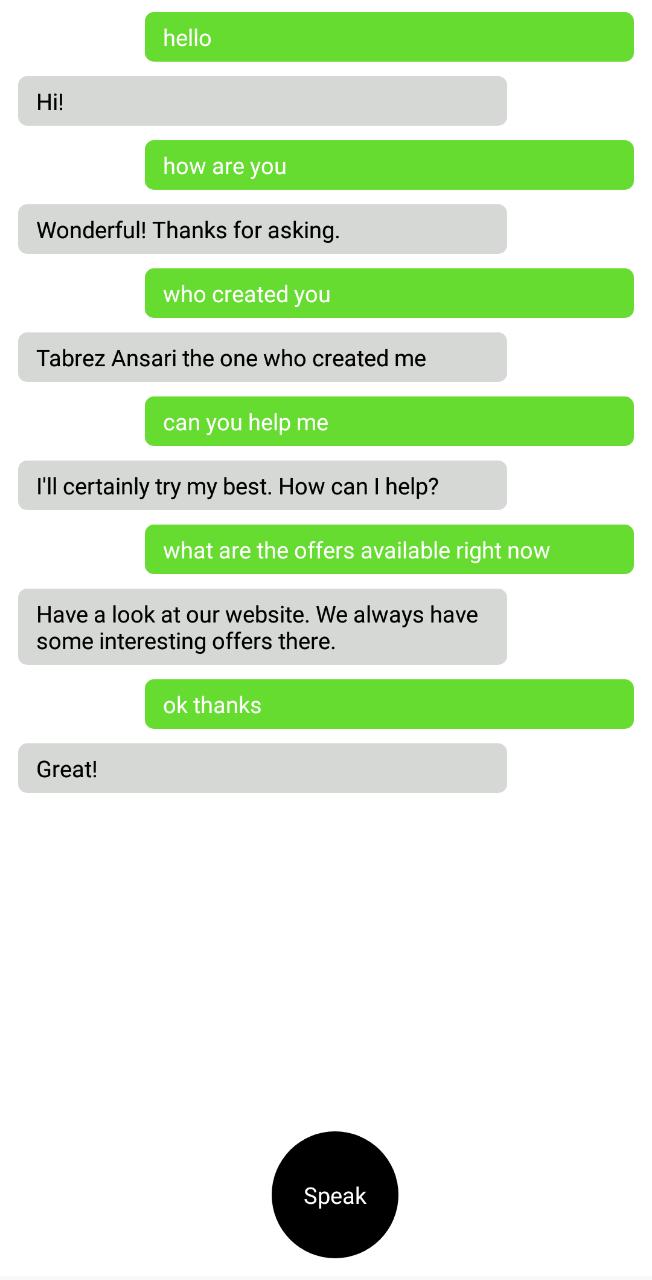 hello
Hi!
how are you
Wonderful! Thanks for asking.
who created you
Tabrez Ansari the one who created me
can you help me
I'll certainly try my best. How can I help?
what are the offers available right now
Have a look at our website. We always have
some interesting offers there.
ok thanks
Great!
Speak